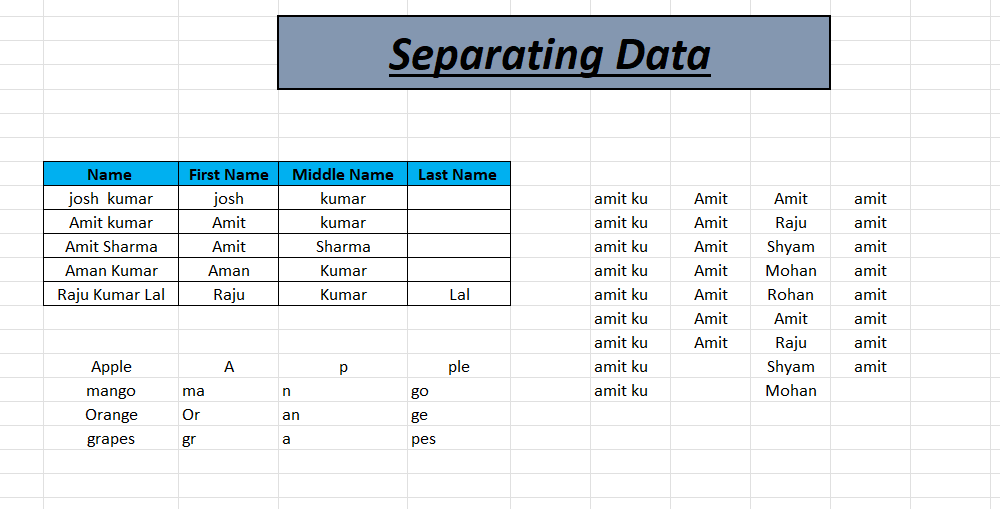 Separating Data
Name First Name Middle Name Last Name
josh  kumar josh kumar amit ku Amit Amit amit
Amit kumar Amit kumar amit ku Amit Raju amit
Amit Sharma Amit Sharma amit ku Amit Shyam amit
Aman Kumar Aman Kumar amit ku Amit Mohan amit
Raju Kumar Lal Raju Kumar Lal amit ku Amit Rohan amit
amit ku Amit Amit amit
amit ku Amit Raju amit
Apple A p ple amit ku Shyam amit
mango ma n go amit ku Mohan
Orange Or an ge
grapes gr a pes